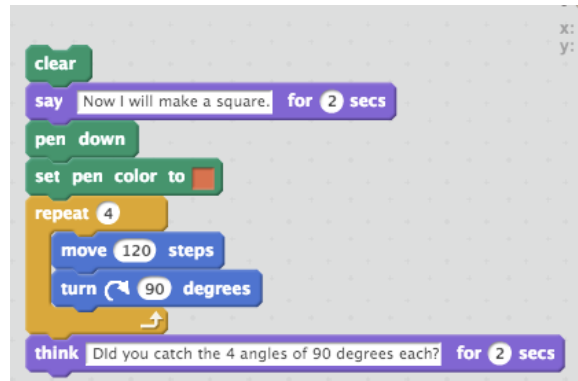 x:
y:
clear
say Now I will make a square. for 2 secs
pen down
set pen color to
repeat 4
move 120 steps
turn 90 degrees
think DId you catch the 4 angles of 90 degrees each? for 2 secs